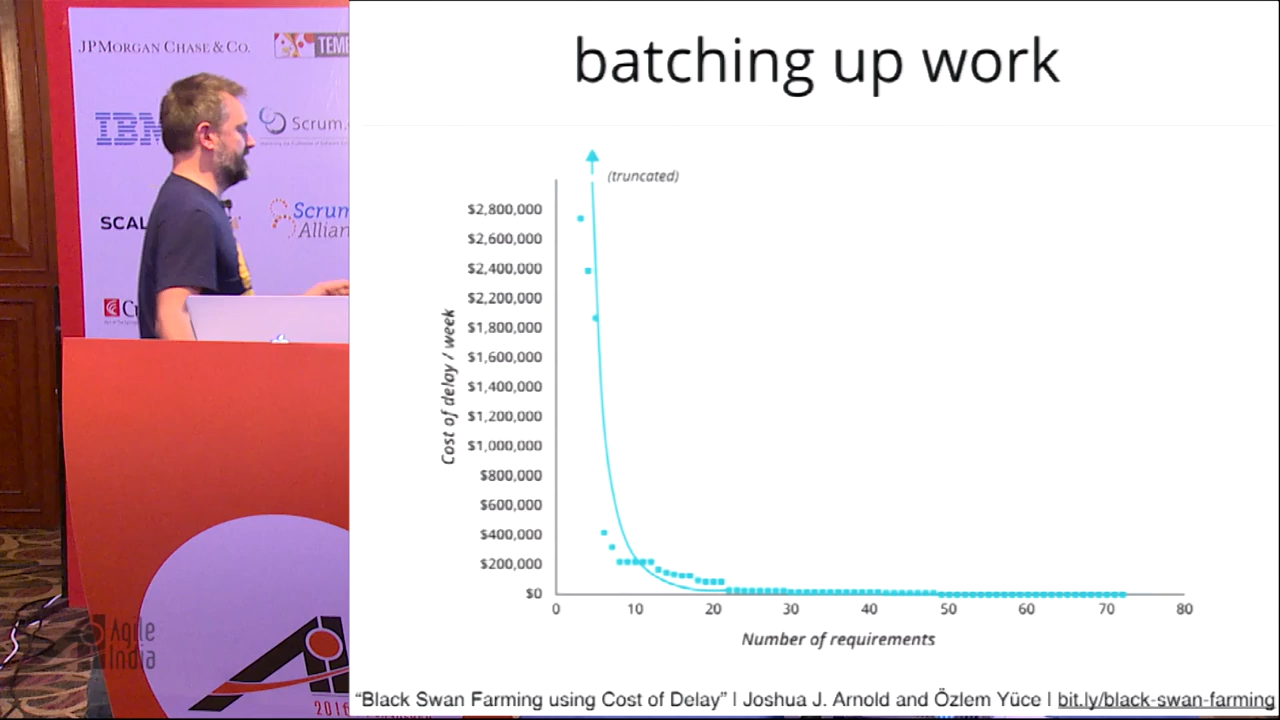 batching up work
(truncated)
$2,800,000
$2,600,000
$2,400,000
$2,200,000
$1,800,000
$1,600,000
$1,400,000
$1,200,000
$1,000,000
$800,000
$600,000
$400,000
$200,000
$0
0 10 20 30 40 50 60 70 80
Cost of delay / week
Number of requirements
“Black Swan Farming using Cost of Delay” | Joshua J. Arnold and Özlem Yüce | bit.ly/black-swan-farming
JPMORGAN CHASE & CO.
TEM
IBM
Scrum.
SCAL
Scrum
Allian
Agile
India
2016